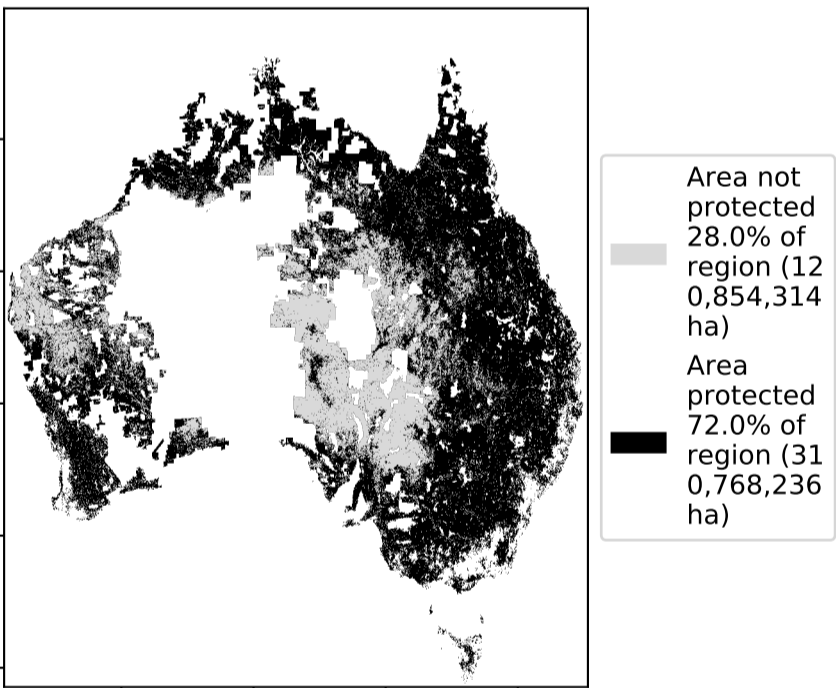 Area not
protected
28.0% of
region (12
0,854,314
ha)
Area
protected
72.0% of
region (31
0,768,236
ha)